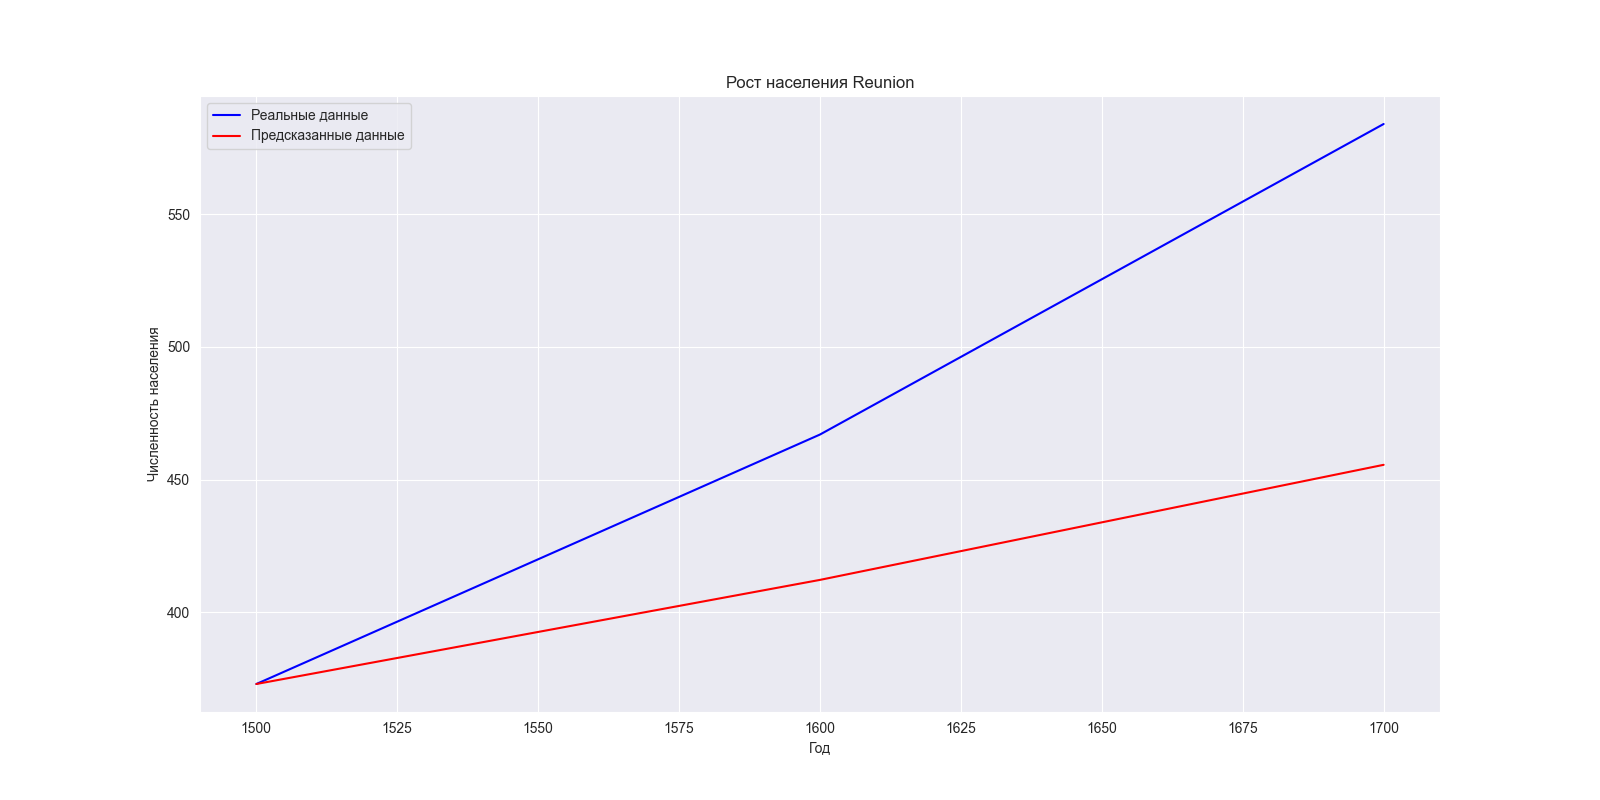 Рост населения Reunion
Реальные данные
Предсказанные данные
Численность населения
550
500
450
400
1500 1525 1550 1575 1600 1625 1650 1675 1700
Год